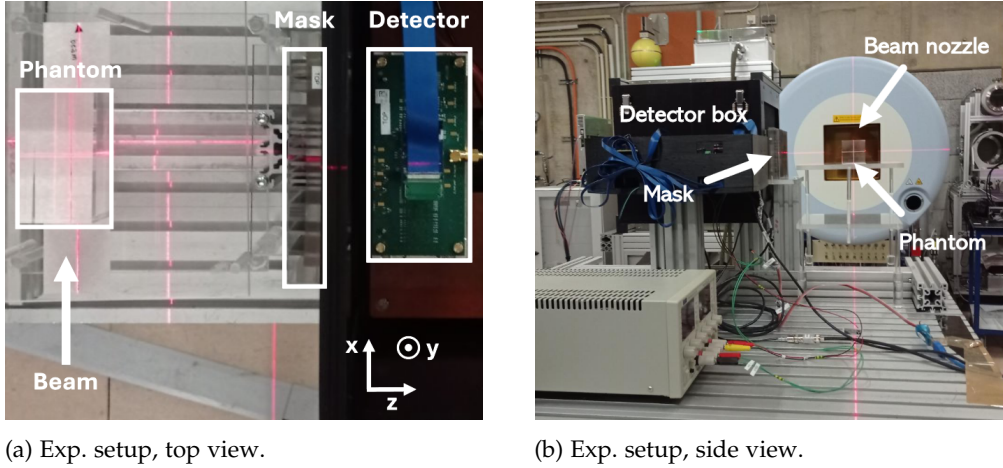 Mask
Detector
Phantom
Beam
x
y
z
Beam nozzle
Detector box
Mask
Phantom
(a) Exp. setup, top view.
(b) Exp. setup, side view.